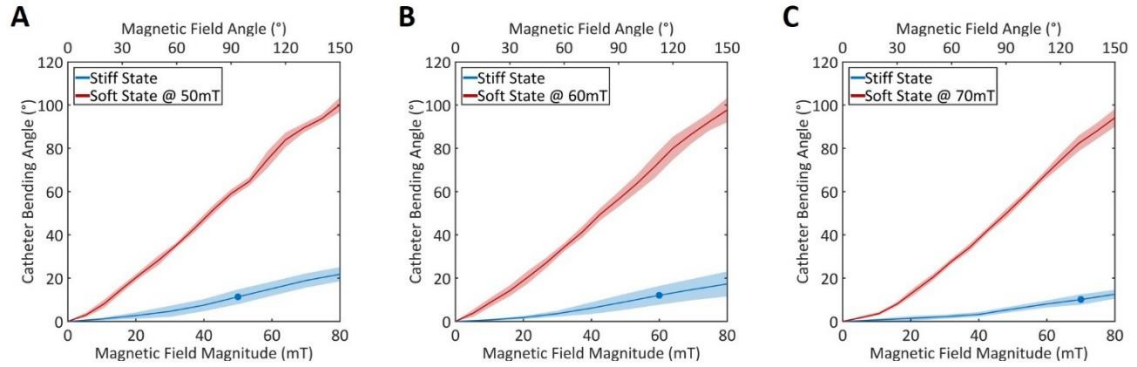 A
Magnetic Field Angle (°)
0 30 60 90 120 150
120
100
80
60
40
20
0
Catheter Bending Angle (°)
Stiff State
Soft State @ 50mT
0 20 40 60 80
Magnetic Field Magnitude (mT)
B
Magnetic Field Angle (°)
0 30 60 90 120 150
120
100
80
60
40
20
0
Catheter Bending Angle (°)
Stiff State
Soft State @ 60mT
0 20 40 60 80
Magnetic Field Magnitude (mT)
C
Magnetic Field Angle (°)
0 30 60 90 120 150
120
100
80
60
40
20
0
Catheter Bending Angle (°)
Stiff State
Soft State @ 70mT
0 20 40 60 80
Magnetic Field Magnitude (mT)